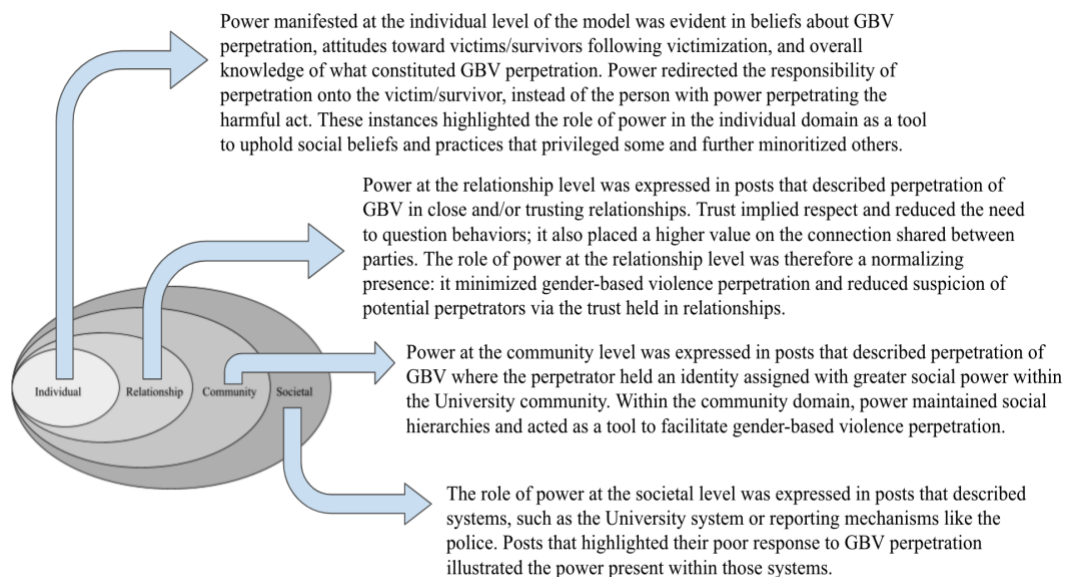 Power manifested at the individual level of the model was evident in beliefs about GBV
perpetration, attitudes toward victims/survivors following victimization, and overall
knowledge of what constituted GBV perpetration. Power redirected the responsibility of
perpetration onto the victim/survivor, instead of the person with power perpetrating the
harmful act. These instances highlighted the role of power in the individual domain as a tool
to uphold social beliefs and practices that privileged some and further minoritized others.
Power at the relationship level was expressed in posts that described perpetration of
GBV in close and/or trusting relationships. Trust implied respect and reduced the need
to question behaviors; it also placed a higher value on the connection shared between
parties. The role of power at the relationship level was therefore a normalizing
presence: it minimized gender-based violence perpetration and reduced suspicion of
potential perpetrators via the trust held in relationships.
Power at the community level was expressed in posts that described perpetration of
GBV where the perpetrator held an identity assigned with greater social power within
the University community. Within the community domain, power maintained social
hierarchies and acted as a tool to facilitate gender-based violence perpetration.
Individual Relationship Community Societal
The role of power at the societal level was expressed in posts that described
systems, such as the University system or reporting mechanisms like the
police. Posts that highlighted their poor response to GBV perpetration
illustrated the power present within those systems.